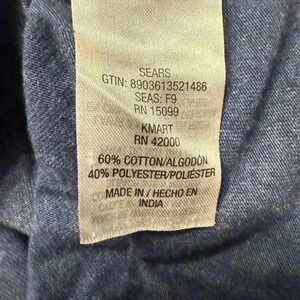 SEARS
GTIN: 8903613521486
SEAS: F9
RN 15099
KMART
RN 42000
60% COTTON/ALGODÓN
40% POLYESTER/POLIÉSTER
MADE IN / HECHO EN
INDIA